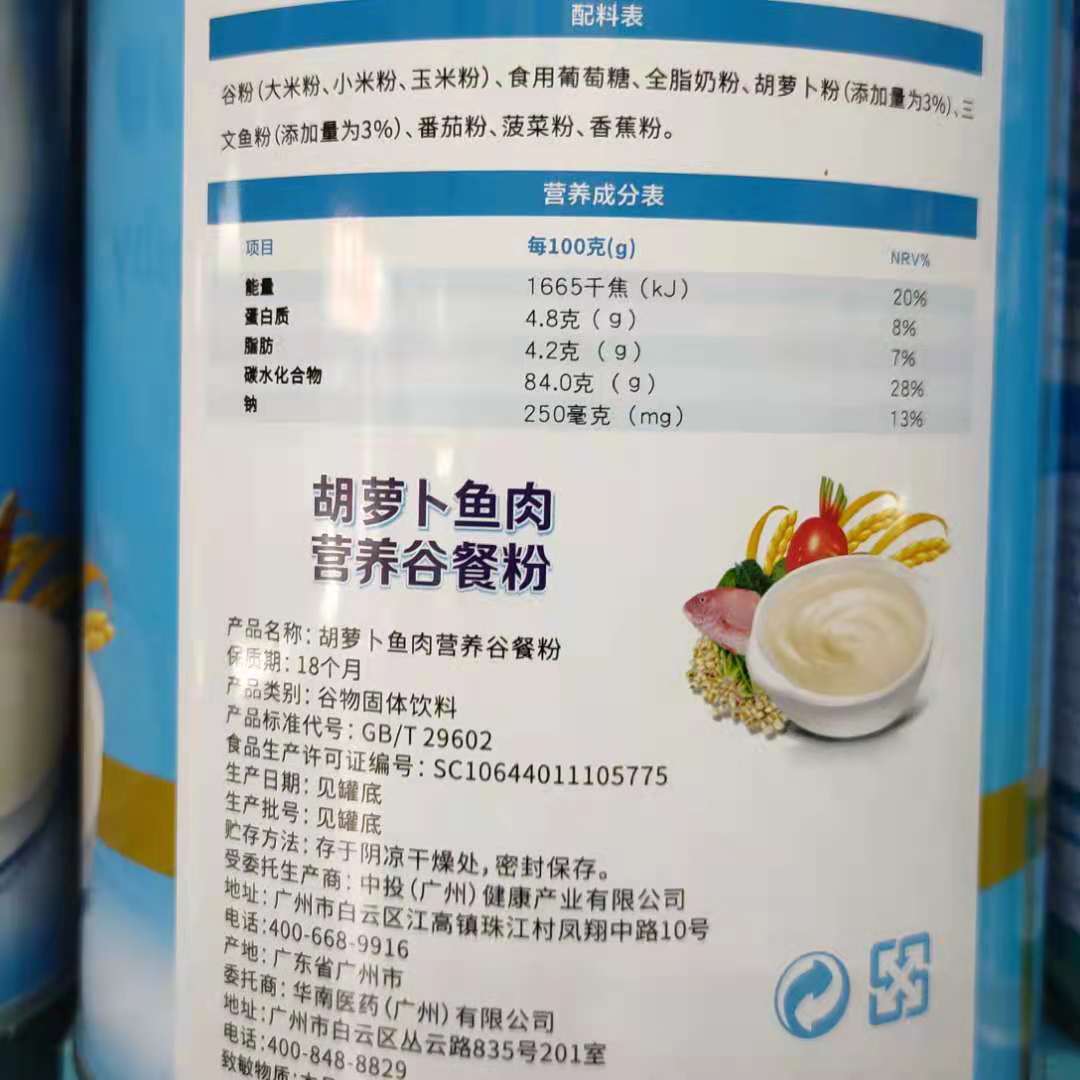 配料表
谷粉(大米粉、小米粉、玉米粉)、食用葡萄糖、全脂奶粉、胡萝卜粉(添加量为3%)、三
文鱼粉(添加量为3%)、番茄粉、菠菜粉、香蕉粉。
营养成分表
项目 每100克(g) NRV%
能量 1665千焦(kJ) 20%
蛋白质 4.8克(g) 8%
脂肪 4.2克(g) 7%
碳水化合物 84.0克(g) 28%
钠 250毫克(mg) 13%
胡萝卜鱼肉
营养谷餐粉
产品名称:胡萝卜鱼肉营养谷餐粉
保质期:18个月
产品类别:谷物固体饮料
产品标准代号:GB/T 29602
食品生产许可证编号:SC10644011105775
生产日期:见罐底
生产批号:见罐底
贮存方法:存于阴凉干燥处,密封保存。
受委托生产商:中投(广州)健康产业有限公司
地址:广州市白云区江高镇珠江村凤翔中路10号
电话:400-668-9916
产地:广东省广州市
委托商:华南医药(广州)有限公司
地址:广州市白云区丛云路835号201室
电话:400-848-8829
致敏物质: